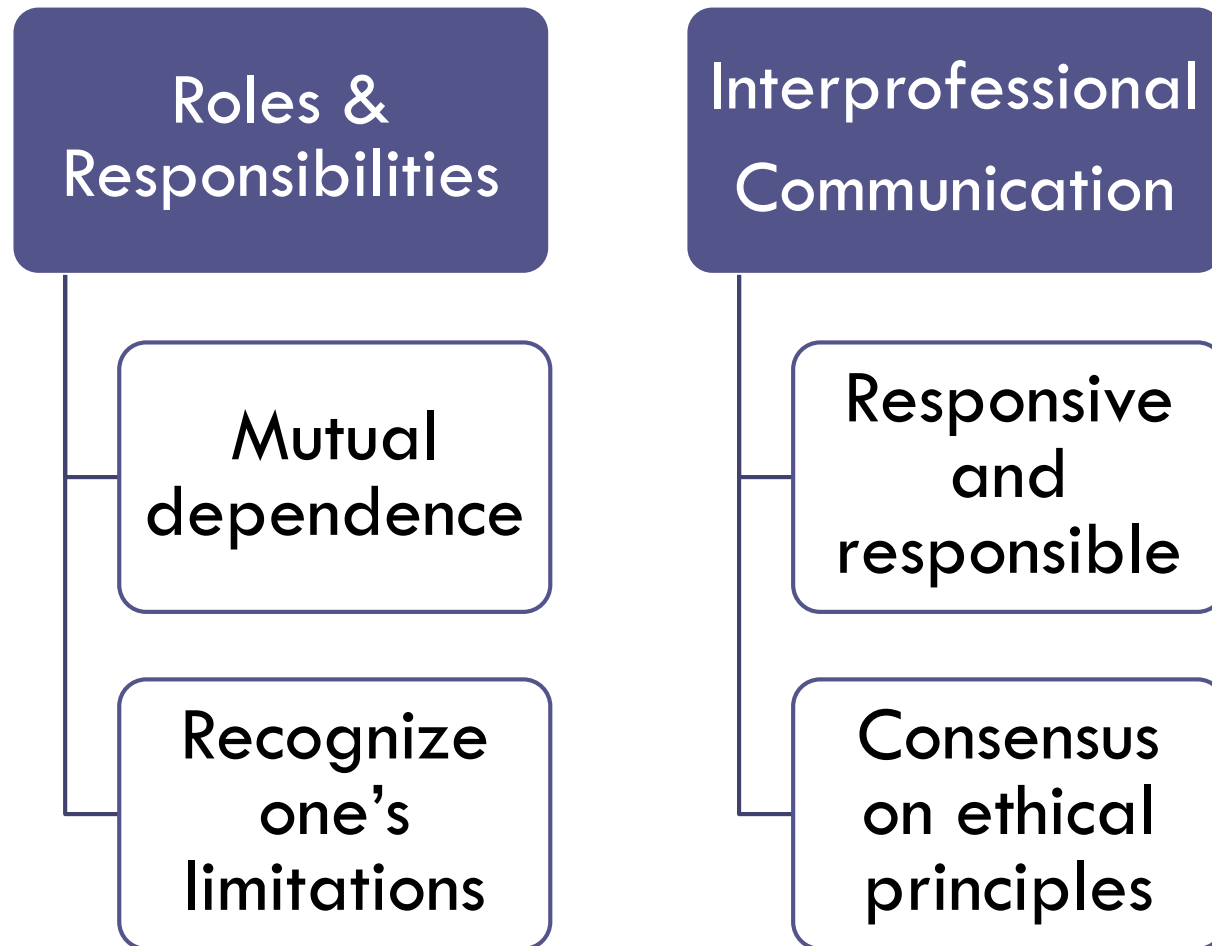 Roles &
Responsibilities
Mutual
dependence
Recognize
one’s
limitations
Interprofessional
Communication
Responsive
and
responsible
Consensus
on ethical
principles